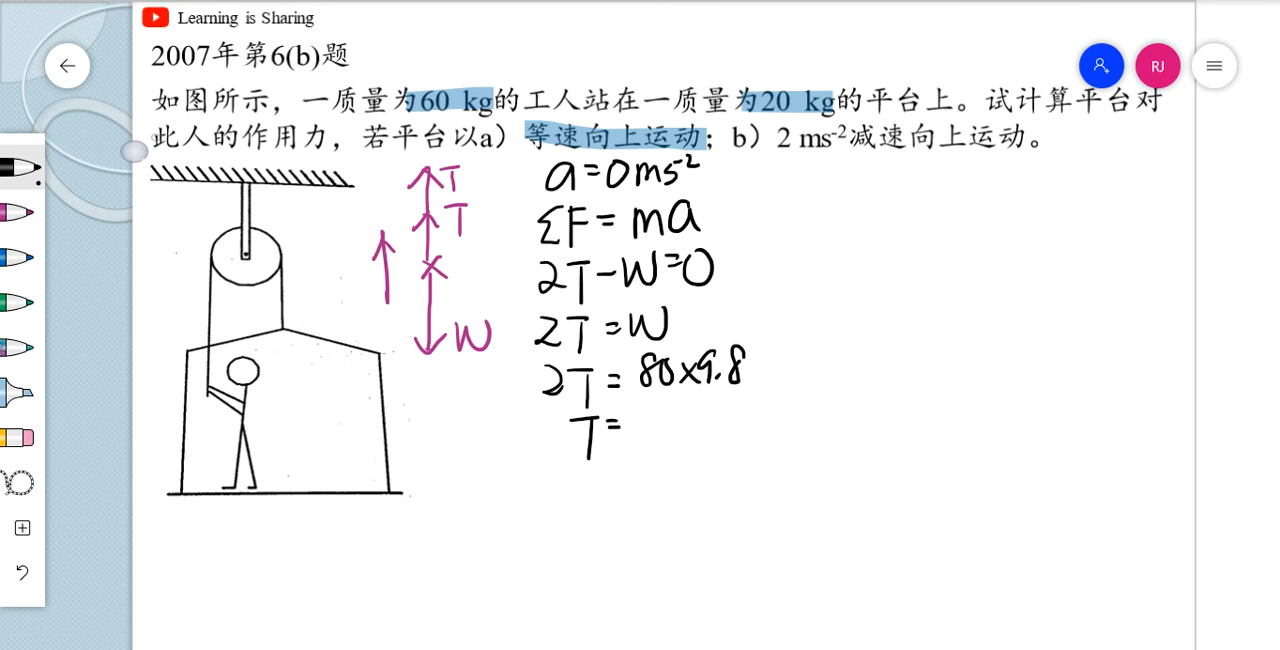 Learning is Sharing
RJ
2007年第6(b)题
如图所示，一质量为60 kg的工人站在一质量为20 kg的平台上。试计算平台对
此人的作用力，若平台以a）等速向上运动；b）2 ms⁻²减速向上运动。
T
T
W
a=0ms⁻²
ΣF=ma
2T-W=0
2T=W
2T=80×9.8
T=